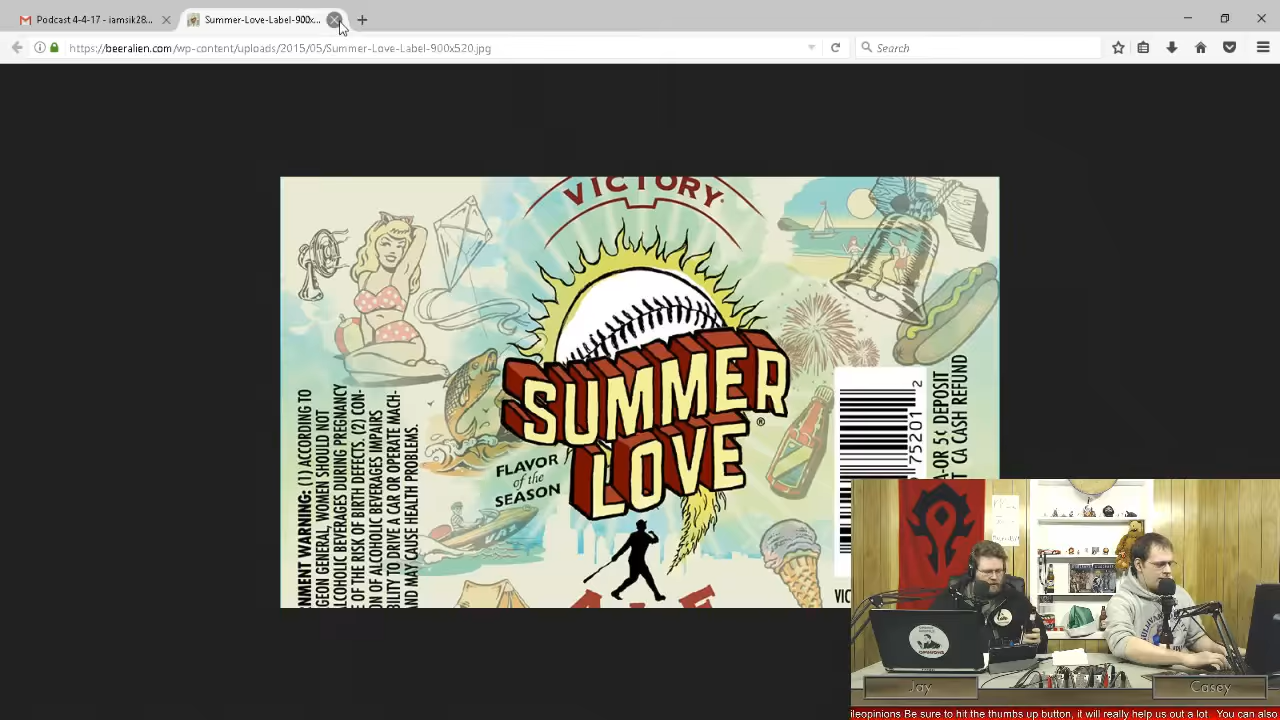 Podcast 4-4-17 - iamsik28...
Summer-Love-Label-900x...
https://beeralien.com/wp-content/uploads/2015/05/Summer-Love-Label-900x520.jpg
Search
VICTORY
SUMMER
LOVE
®
FLAVOR
of the
SEASON
ALE
NMENT WARNING: (1) ACCORDING TO
GEON GENERAL, WOMEN SHOULD NOT
LCOHOLIC BEVERAGES DURING PREGNANCY
E OF THE RISK OF BIRTH DEFECTS. (2) CON-
ON OF ALCOHOLIC BEVERAGES IMPAIRS
BILITY TO DRIVE A CAR OR OPERATE MACH-
ND MAY CAUSE HEALTH PROBLEMS.
75201 2
A-OR 5¢ DEPOSIT
T CA CASH REFUND
VIC
OPINIONS
Jay
Casey
ileopinions Be sure to hit the thumbs up button, it will really help us out a lot. You can also